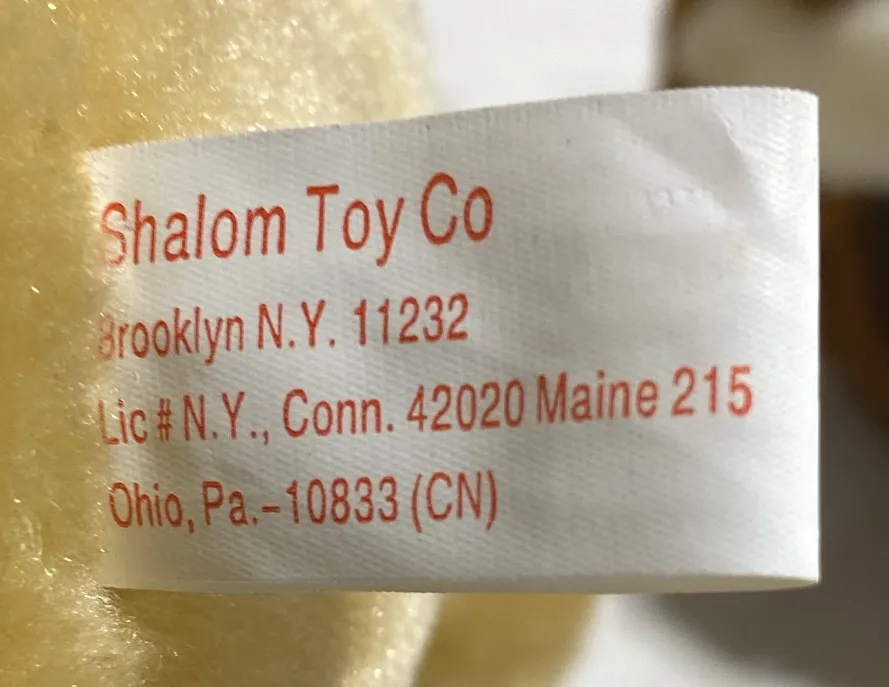 Shalom Toy Co
Brooklyn N.Y. 11232
Lic # N.Y., Conn. 42020 Maine 215
Ohio, Pa.-10833 (CN)